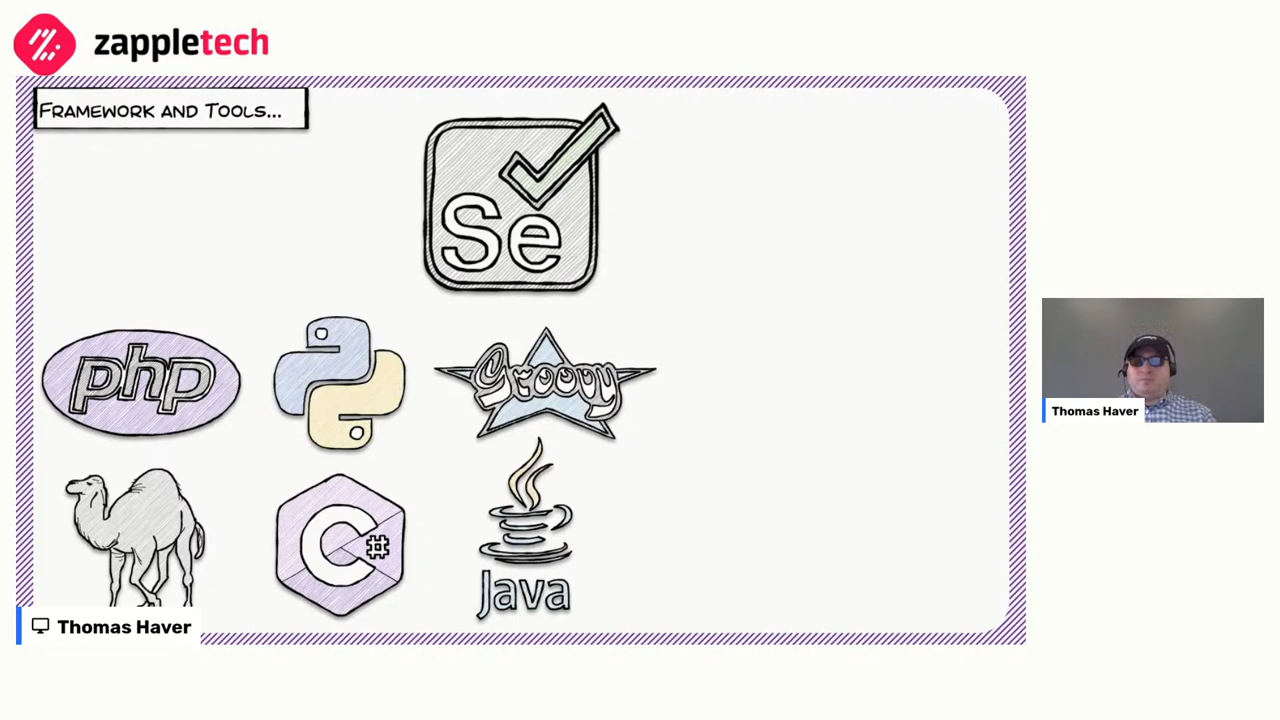 zappletech
FRAMEWORK AND TOOLS...
Se
php
Groovy
C#
Java
Thomas Haver
Thomas Haver